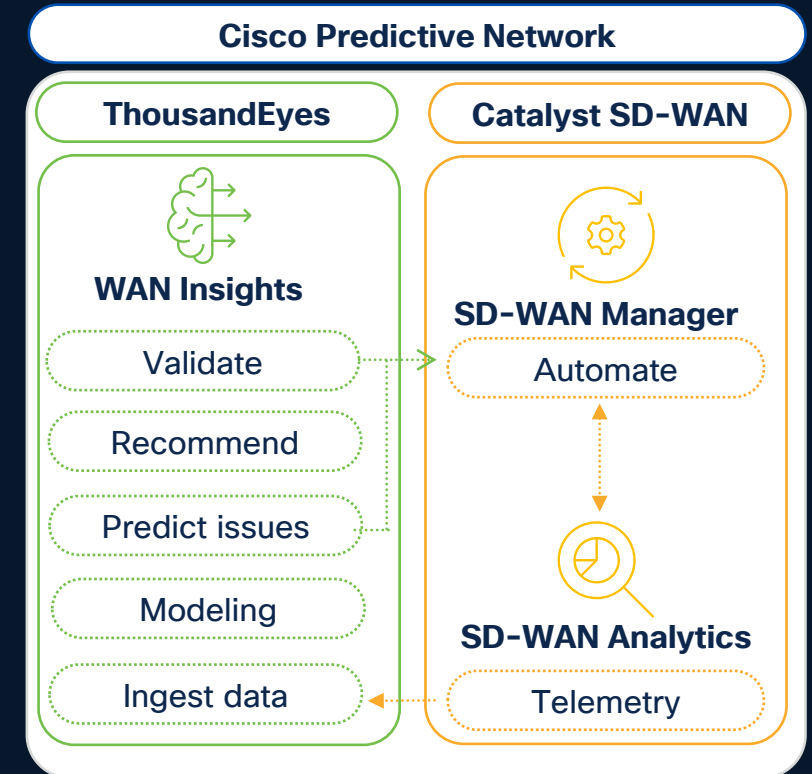 Cisco Predictive Network
ThousandEyes
WAN Insights
Validate
Recommend
Predict issues
Modeling
Ingest data
Catalyst SD-WAN
SD-WAN Manager
Automate
SD-WAN Analytics
Telemetry